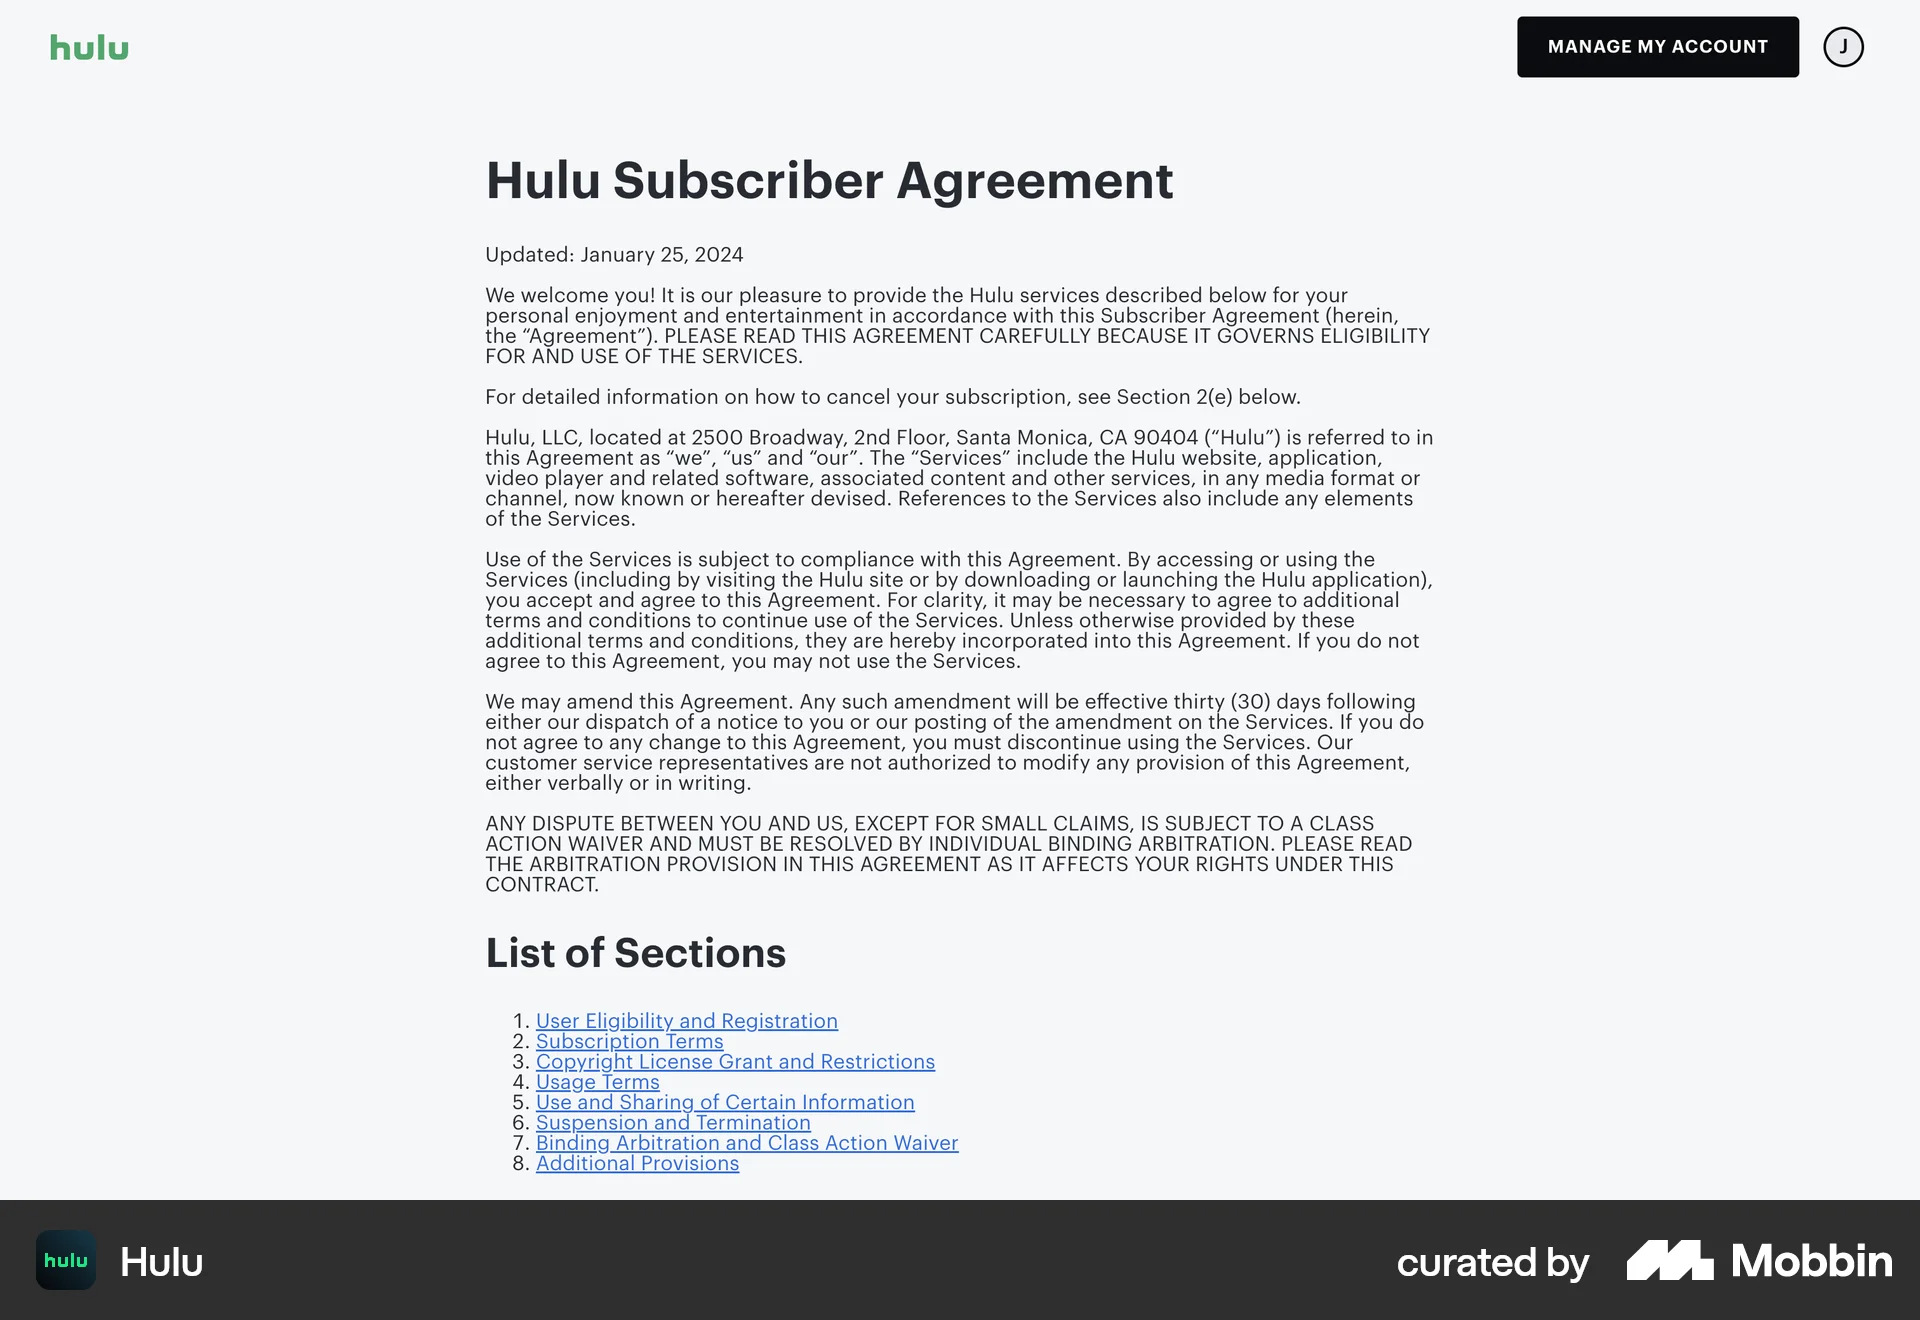 hulu
MANAGE MY ACCOUNT
J
Hulu Subscriber Agreement
Updated: January 25, 2024
We welcome you! It is our pleasure to provide the Hulu services described below for your
personal enjoyment and entertainment in accordance with this Subscriber Agreement (herein,
the “Agreement”). PLEASE READ THIS AGREEMENT CAREFULLY BECAUSE IT GOVERNS ELIGIBILITY
FOR AND USE OF THE SERVICES.
For detailed information on how to cancel your subscription, see Section 2(e) below.
Hulu, LLC, located at 2500 Broadway, 2nd Floor, Santa Monica, CA 90404 (“Hulu”) is referred to in
this Agreement as “we”, “us” and “our”. The “Services” include the Hulu website, application,
video player and related software, associated content and other services, in any media format or
channel, now known or hereafter devised. References to the Services also include any elements
of the Services.
Use of the Services is subject to compliance with this Agreement. By accessing or using the
Services (including by visiting the Hulu site or by downloading or launching the Hulu application),
you accept and agree to this Agreement. For clarity, it may be necessary to agree to additional
terms and conditions to continue use of the Services. Unless otherwise provided by these
additional terms and conditions, they are hereby incorporated into this Agreement. If you do not
agree to this Agreement, you may not use the Services.
We may amend this Agreement. Any such amendment will be effective thirty (30) days following
either our dispatch of a notice to you or our posting of the amendment on the Services. If you do
not agree to any change to this Agreement, you must discontinue using the Services. Our
customer service representatives are not authorized to modify any provision of this Agreement,
either verbally or in writing.
ANY DISPUTE BETWEEN YOU AND US, EXCEPT FOR SMALL CLAIMS, IS SUBJECT TO A CLASS
ACTION WAIVER AND MUST BE RESOLVED BY INDIVIDUAL BINDING ARBITRATION. PLEASE READ
THE ARBITRATION PROVISION IN THIS AGREEMENT AS IT AFFECTS YOUR RIGHTS UNDER THIS
CONTRACT.
List of Sections
1. User Eligibility and Registration
2. Subscription Terms
3. Copyright License Grant and Restrictions
4. Usage Terms
5. Use and Sharing of Certain Information
6. Suspension and Termination
7. Binding Arbitration and Class Action Waiver
8. Additional Provisions
hulu
Hulu
curated by
Mobbin